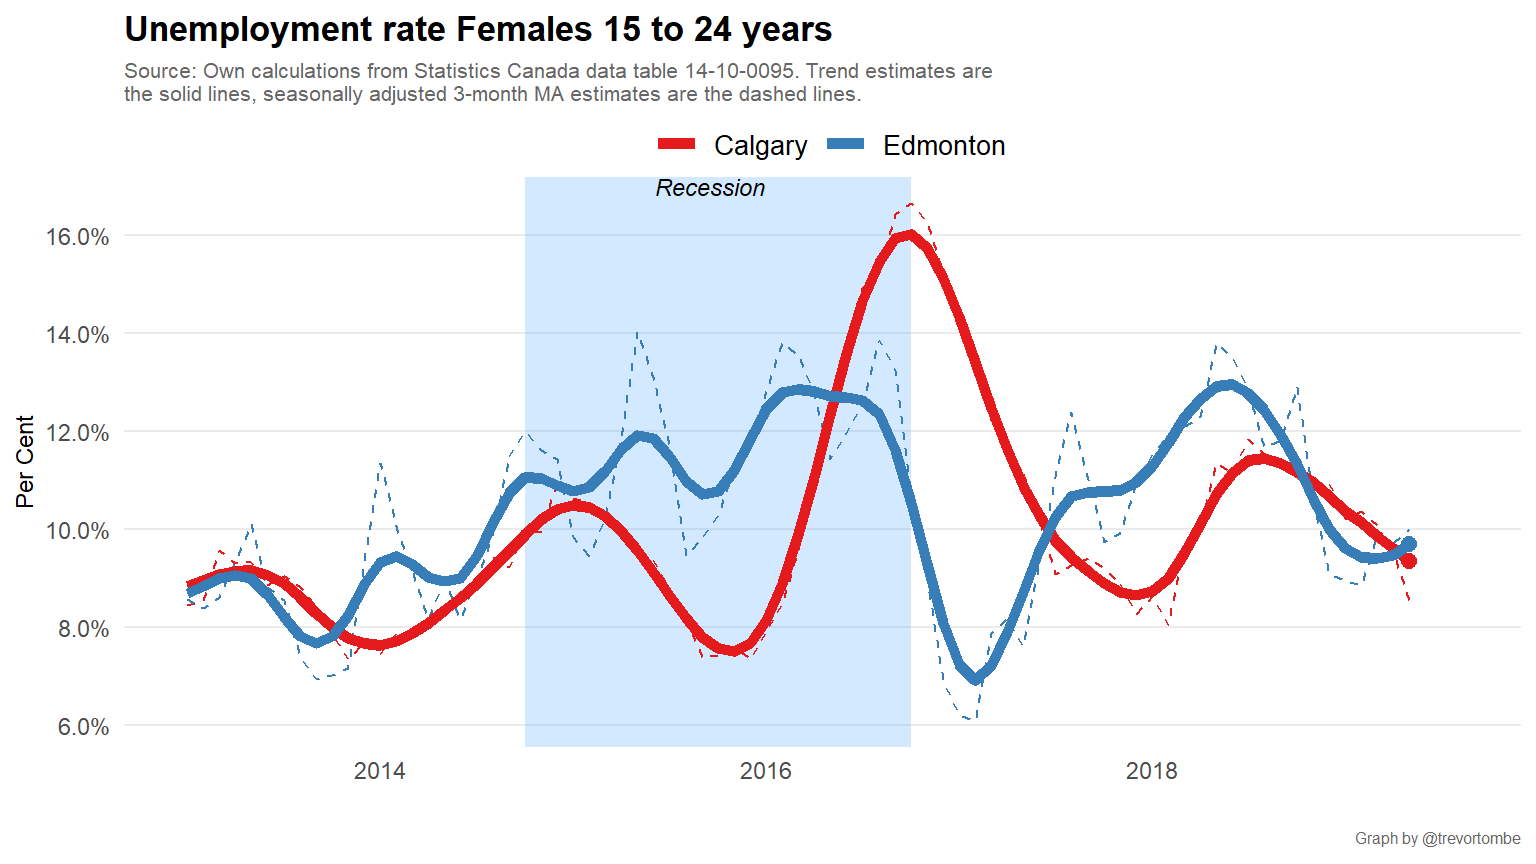 Unemployment rate Females 15 to 24 years
Source: Own calculations from Statistics Canada data table 14-10-0095. Trend estimates are
the solid lines, seasonally adjusted 3-month MA estimates are the dashed lines.
Calgary Edmonton
Recession
16.0%
14.0%
12.0%
10.0%
8.0%
6.0%
Per Cent
2014 2016 2018
Graph by @trevortombe